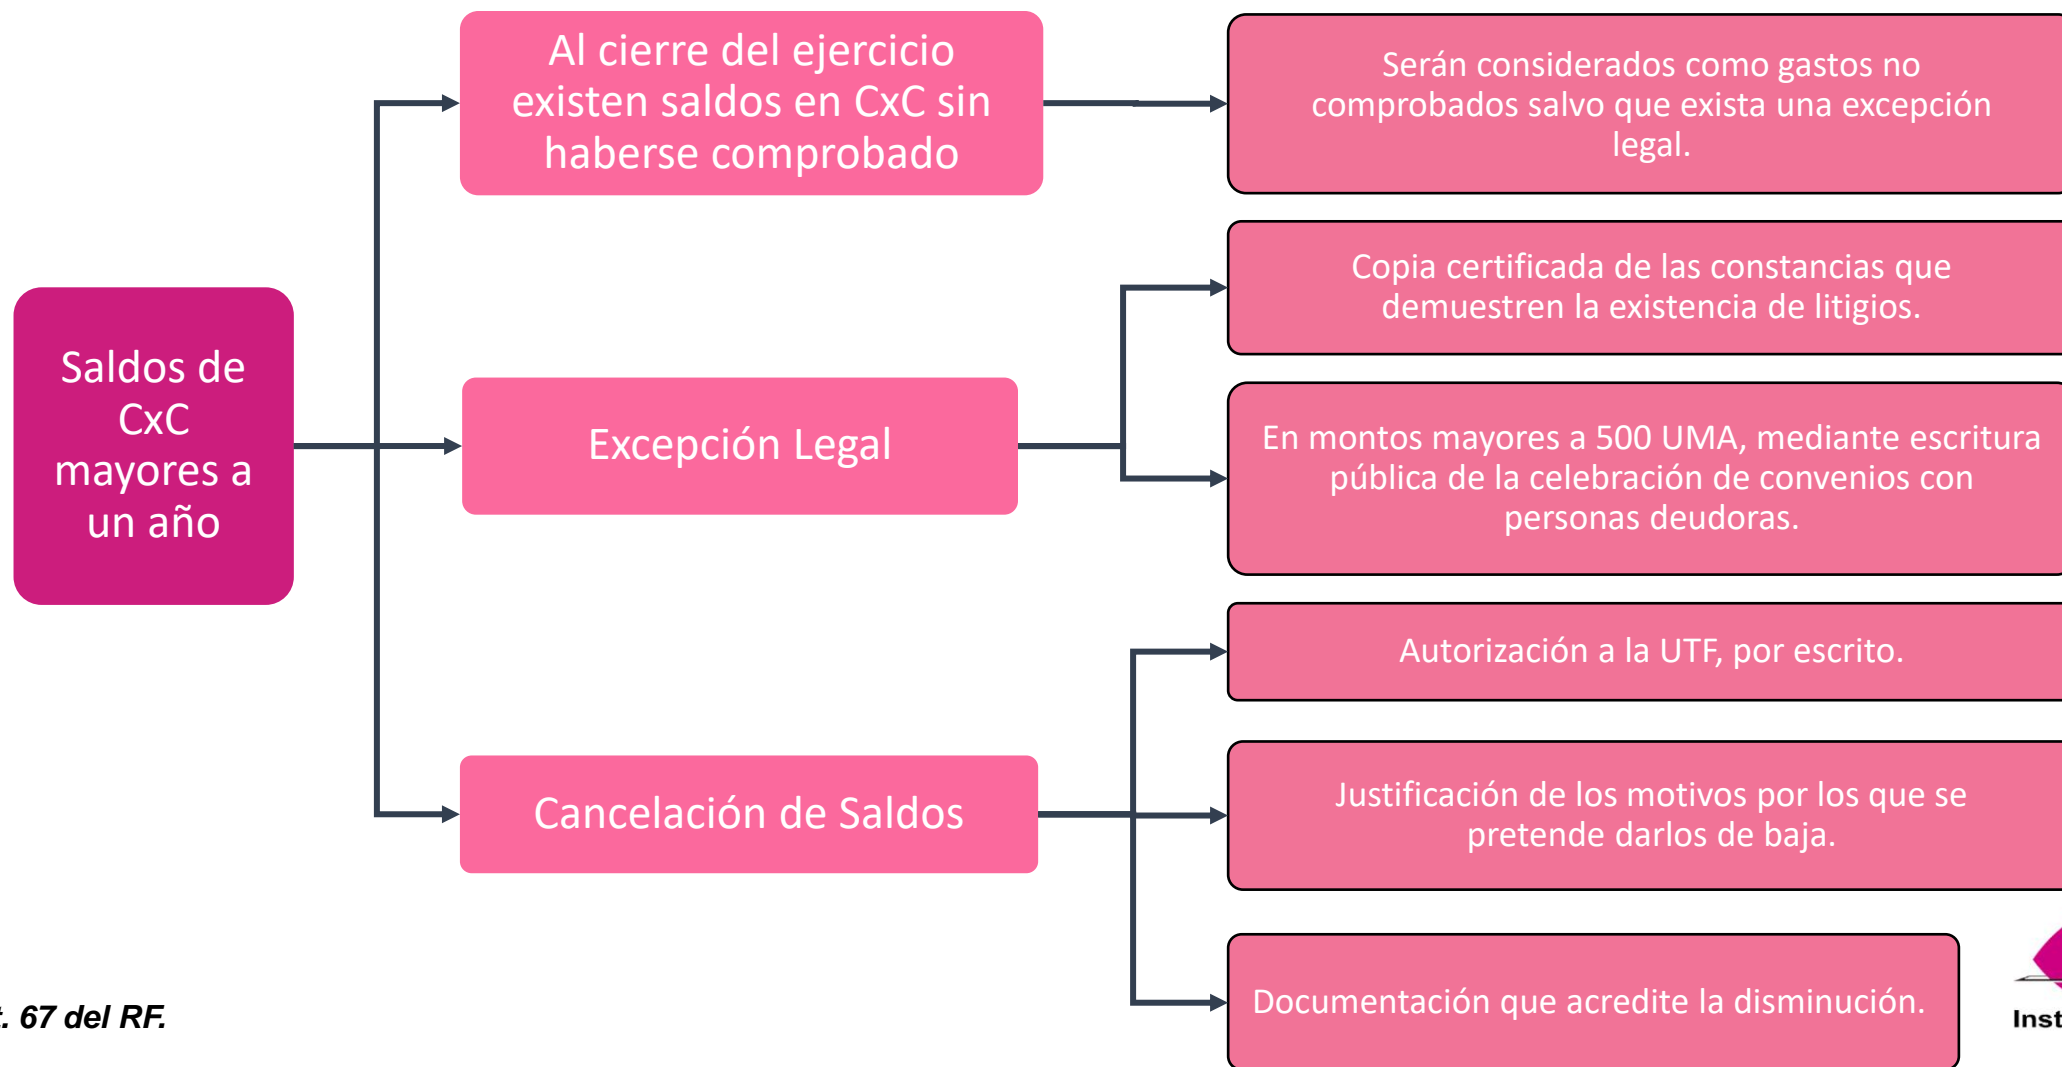 Saldos de
CxC
mayores a
un año
Al cierre del ejercicio
existen saldos en CxC sin
haberse comprobado
Serán considerados como gastos no
comprobados salvo que exista una excepción
legal.
Excepción Legal
Copia certificada de las constancias que
demuestren la existencia de litigios.
En montos mayores a 500 UMA, mediante escritura
pública de la celebración de convenios con
personas deudoras.
Cancelación de Saldos
Autorización a la UTF, por escrito.
Justificación de los motivos por los que se
pretende darlos de baja.
Documentación que acredite la disminución.
t. 67 del RF.
Inst